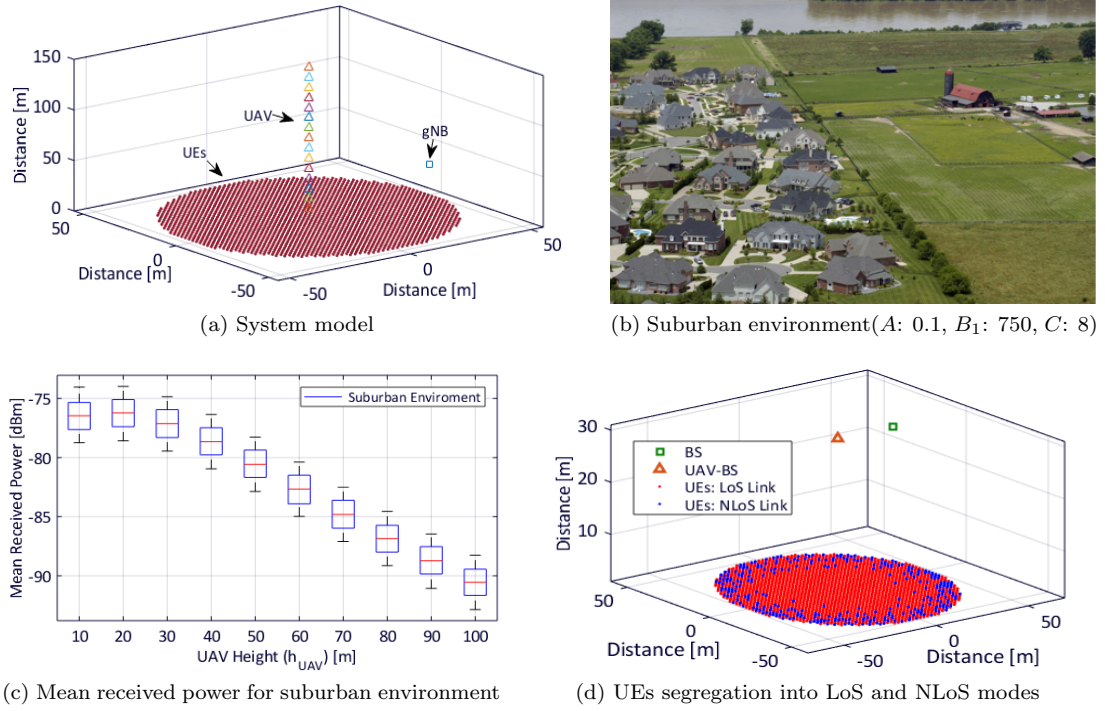 150
100
50
0
Distance [m]
UAV
gNB
UEs
50
0
-50
Distance [m]
-50
0
50
Distance [m]
(a) System model
(b) Suburban environment(A: 0.1, B₁: 750, C: 8)
-75
-80
-85
-90
Mean Received Power [dBm]
Suburban Enviroment
10 20 30 40 50 60 70 80 90 100
UAV Height (h_UAV) [m]
(c) Mean received power for suburban environment
30
20
10
Distance [m]
BS
UAV-BS
UEs: LoS Link
UEs: NLoS Link
50
0
-50
Distance [m]
-50
0
50
Distance [m]
(d) UEs segregation into LoS and NLoS modes